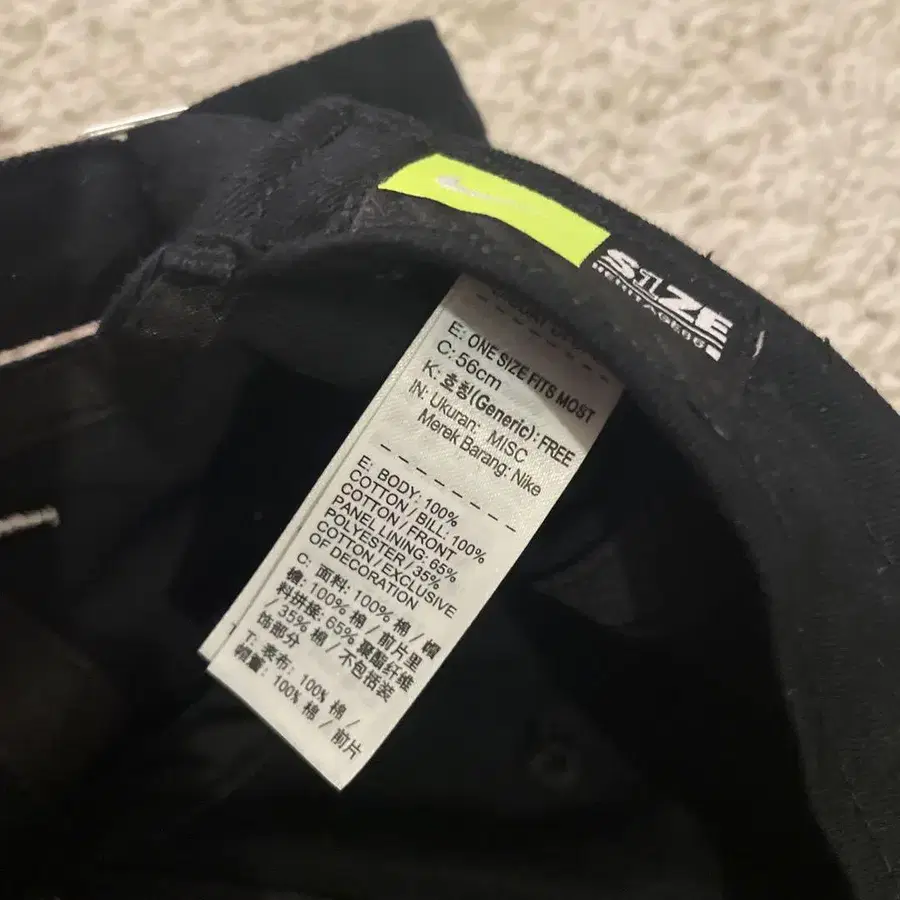 1SIZE
HERITAGE86
E: ONE SIZE FITS MOST
C: 56cm
K: 호칭(Generic): FREE
IN: Ukuran: MISC
Merek Barang: Nike
E: BODY: 100%
COTTON / BILL: 100%
COTTON / FRONT
PANEL LINING: 65%
POLYESTER / 35%
COTTON / EXCLUSIVE
OF DECORATION
C: 面料: 100% 棉 / 帽
檐: 100% 棉 / 前片里
料拼接: 65% 聚酯纤维
/ 35% 棉 / 不包括装
饰部分
T: 表布: 100% 棉 /
帽簷: 100% 棉 / 前片